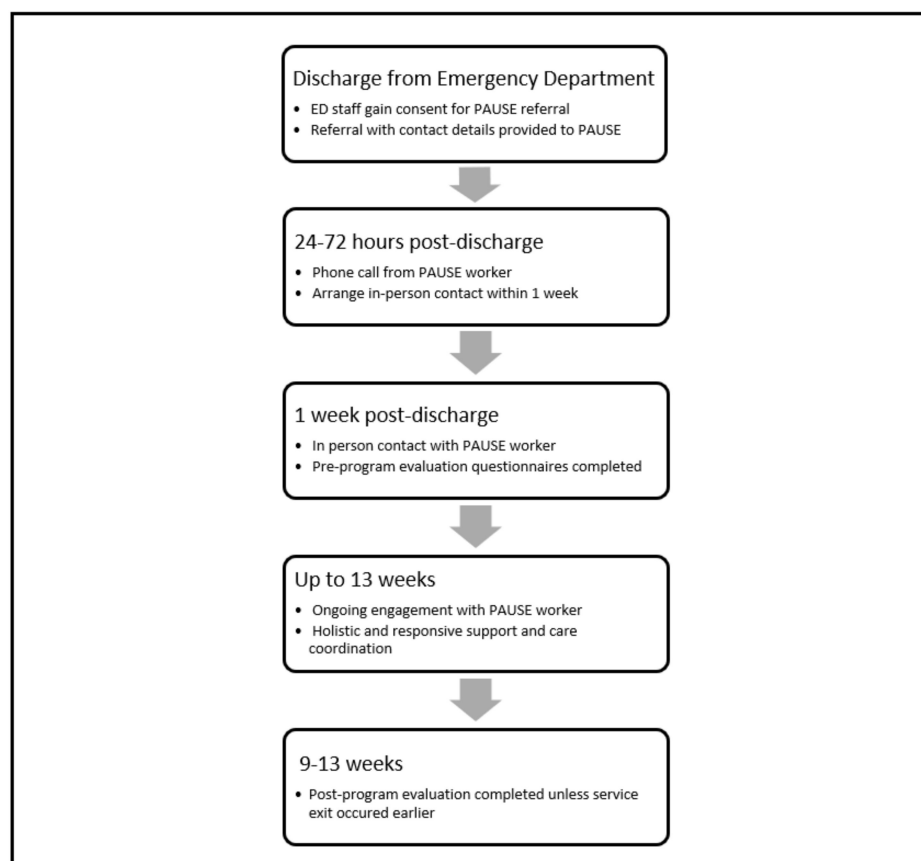 Discharge from Emergency Department
• ED staff gain consent for PAUSE referral
• Referral with contact details provided to PAUSE
24-72 hours post-discharge
• Phone call from PAUSE worker
• Arrange in-person contact within 1 week
1 week post-discharge
• In person contact with PAUSE worker
• Pre-program evaluation questionnaires completed
Up to 13 weeks
• Ongoing engagement with PAUSE worker
• Holistic and responsive support and care
coordination
9-13 weeks
• Post-program evaluation completed unless service
exit occured earlier